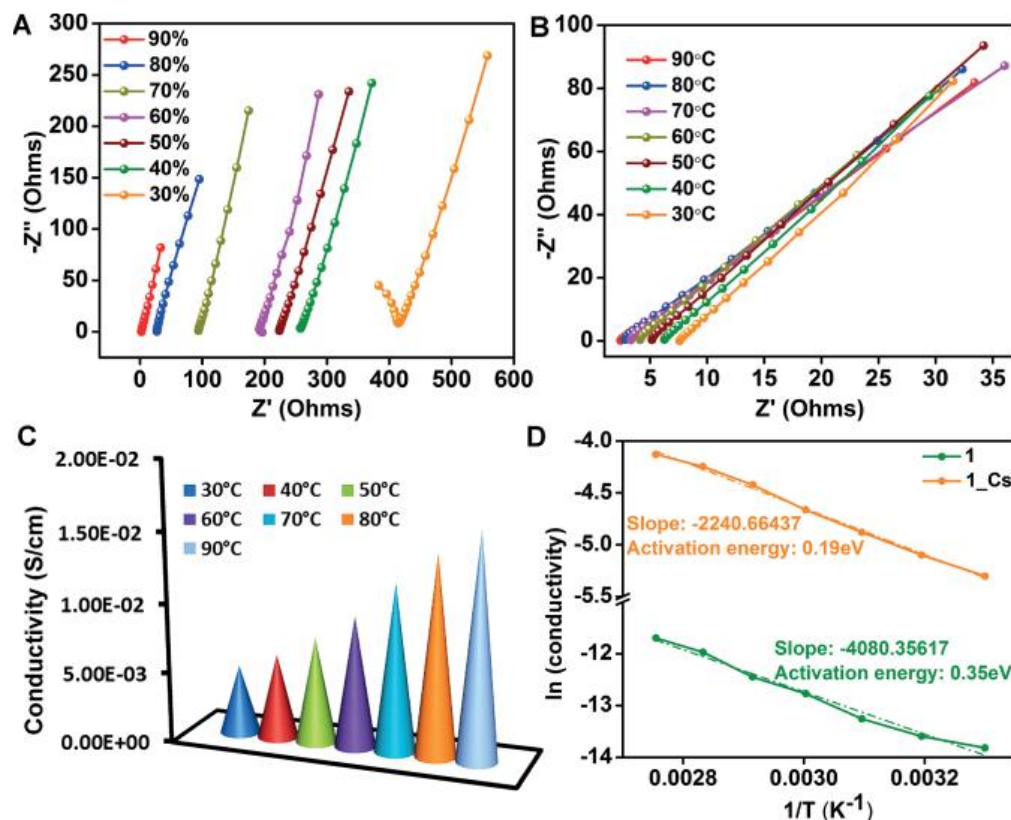 A
-Z'' (Ohms)
300
250
200
150
100
50
0
90%
80%
70%
60%
50%
40%
30%
0 100 200 300 400 500 600
Z' (Ohms)
B
-Z'' (Ohms)
100
80
60
40
20
0
90°C
80°C
70°C
60°C
50°C
40°C
30°C
5 10 15 20 25 30 35
Z' (Ohms)
C
Conductivity (S/cm)
2.00E-02
1.50E-02
1.00E-02
5.00E-03
0.00E+00
30°C 40°C 50°C
60°C 70°C 80°C
90°C
D
ln (conductivity)
-4.0
-4.5
-5.0
-5.5
-12
-13
-14
1
1_Cs
Slope: -2240.66437
Activation energy: 0.19eV
Slope: -4080.35617
Activation energy: 0.35eV
0.0028 0.0030 0.0032
1/T (K-1)